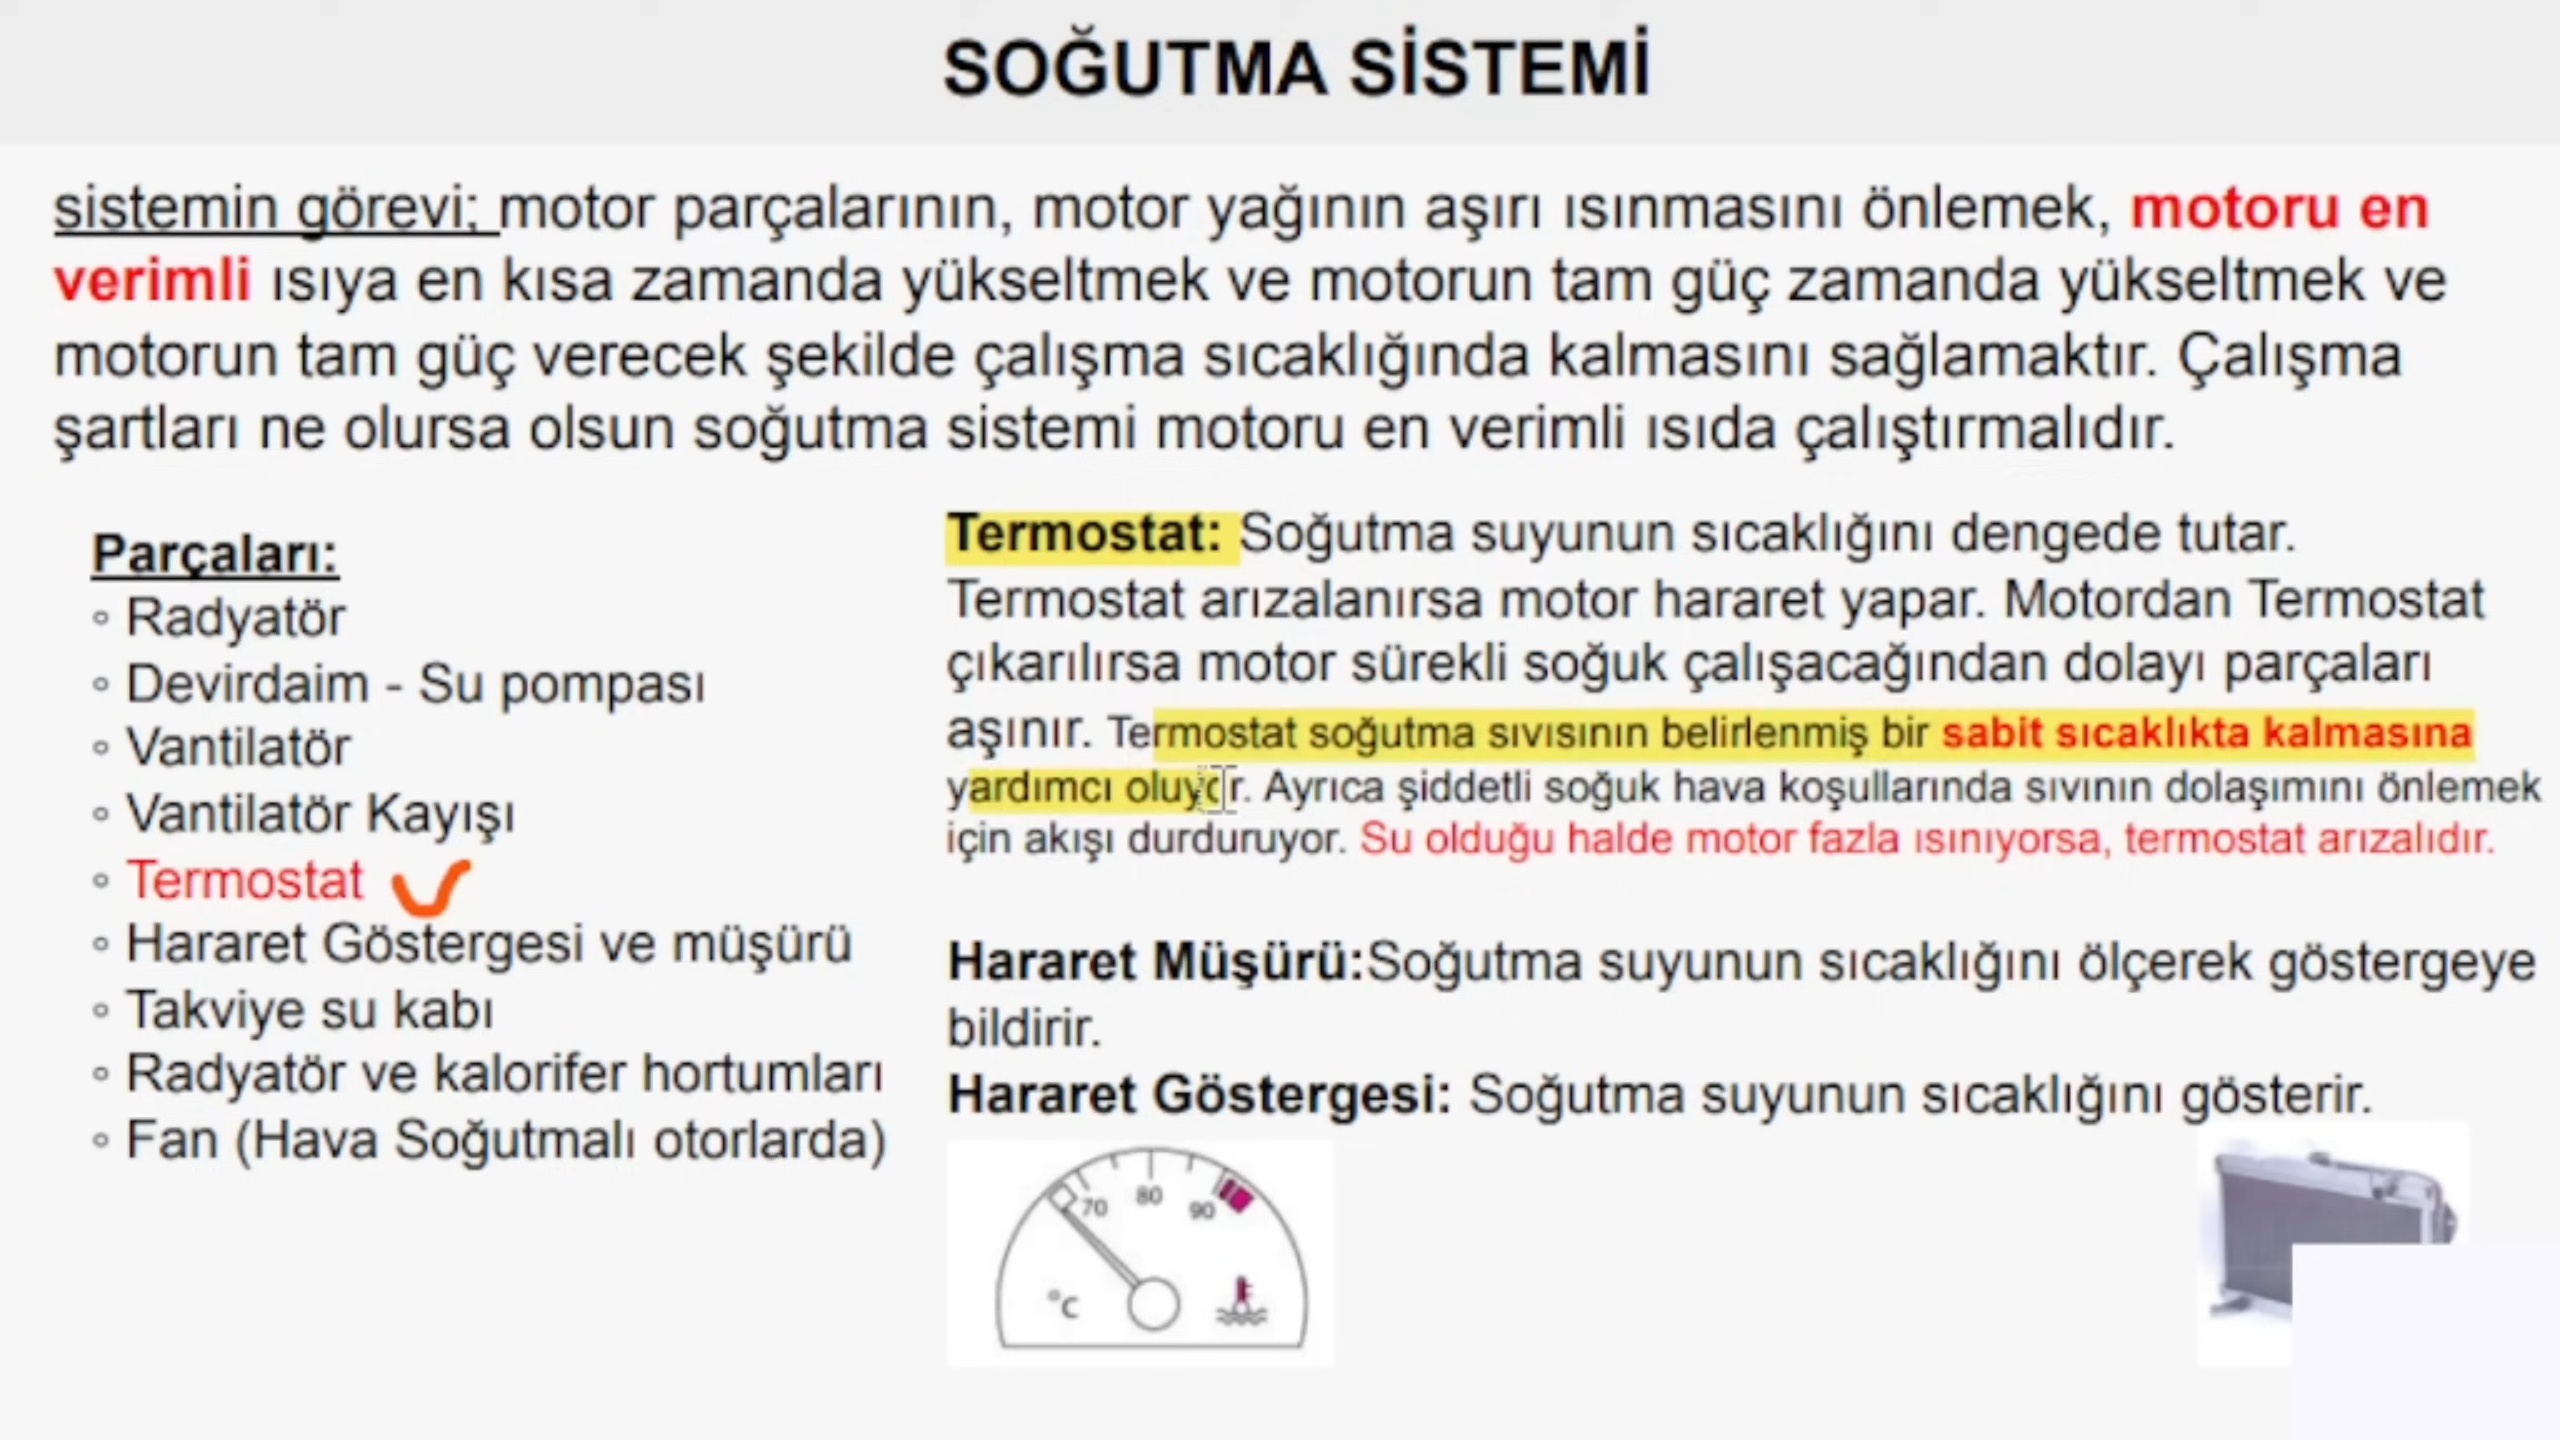 SOĞUTMA SİSTEMİ
sistemin görevi; motor parçalarının, motor yağının aşırı ısınmasını önlemek, motoru en
verimli ısıya en kısa zamanda yükseltmek ve motorun tam güç zamanda yükseltmek ve
motorun tam güç verecek şekilde çalışma sıcaklığında kalmasını sağlamaktır. Çalışma
şartları ne olursa olsun soğutma sistemi motoru en verimli ısıda çalıştırmalıdır.
Parçaları:
◦ Radyatör
◦ Devirdaim - Su pompası
◦ Vantilatör
◦ Vantilatör Kayışı
◦ Termostat
◦ Hararet Göstergesi ve müşürü
◦ Takviye su kabı
◦ Radyatör ve kalorifer hortumları
◦ Fan (Hava Soğutmalı otorlarda)
Termostat: Soğutma suyunun sıcaklığını dengede tutar.
Termostat arızalanırsa motor hararet yapar. Motordan Termostat
çıkarılırsa motor sürekli soğuk çalışacağından dolayı parçaları
aşınır. Termostat soğutma sıvısının belirlenmiş bir sabit sıcaklıkta kalmasına
yardımcı oluyor. Ayrıca şiddetli soğuk hava koşullarında sıvının dolaşımını önlemek
için akışı durduruyor. Su olduğu halde motor fazla ısınıyorsa, termostat arızalıdır.
Hararet Müşürü:Soğutma suyunun sıcaklığını ölçerek göstergeye
bildirir.
Hararet Göstergesi: Soğutma suyunun sıcaklığını gösterir.
70 80 90
°C